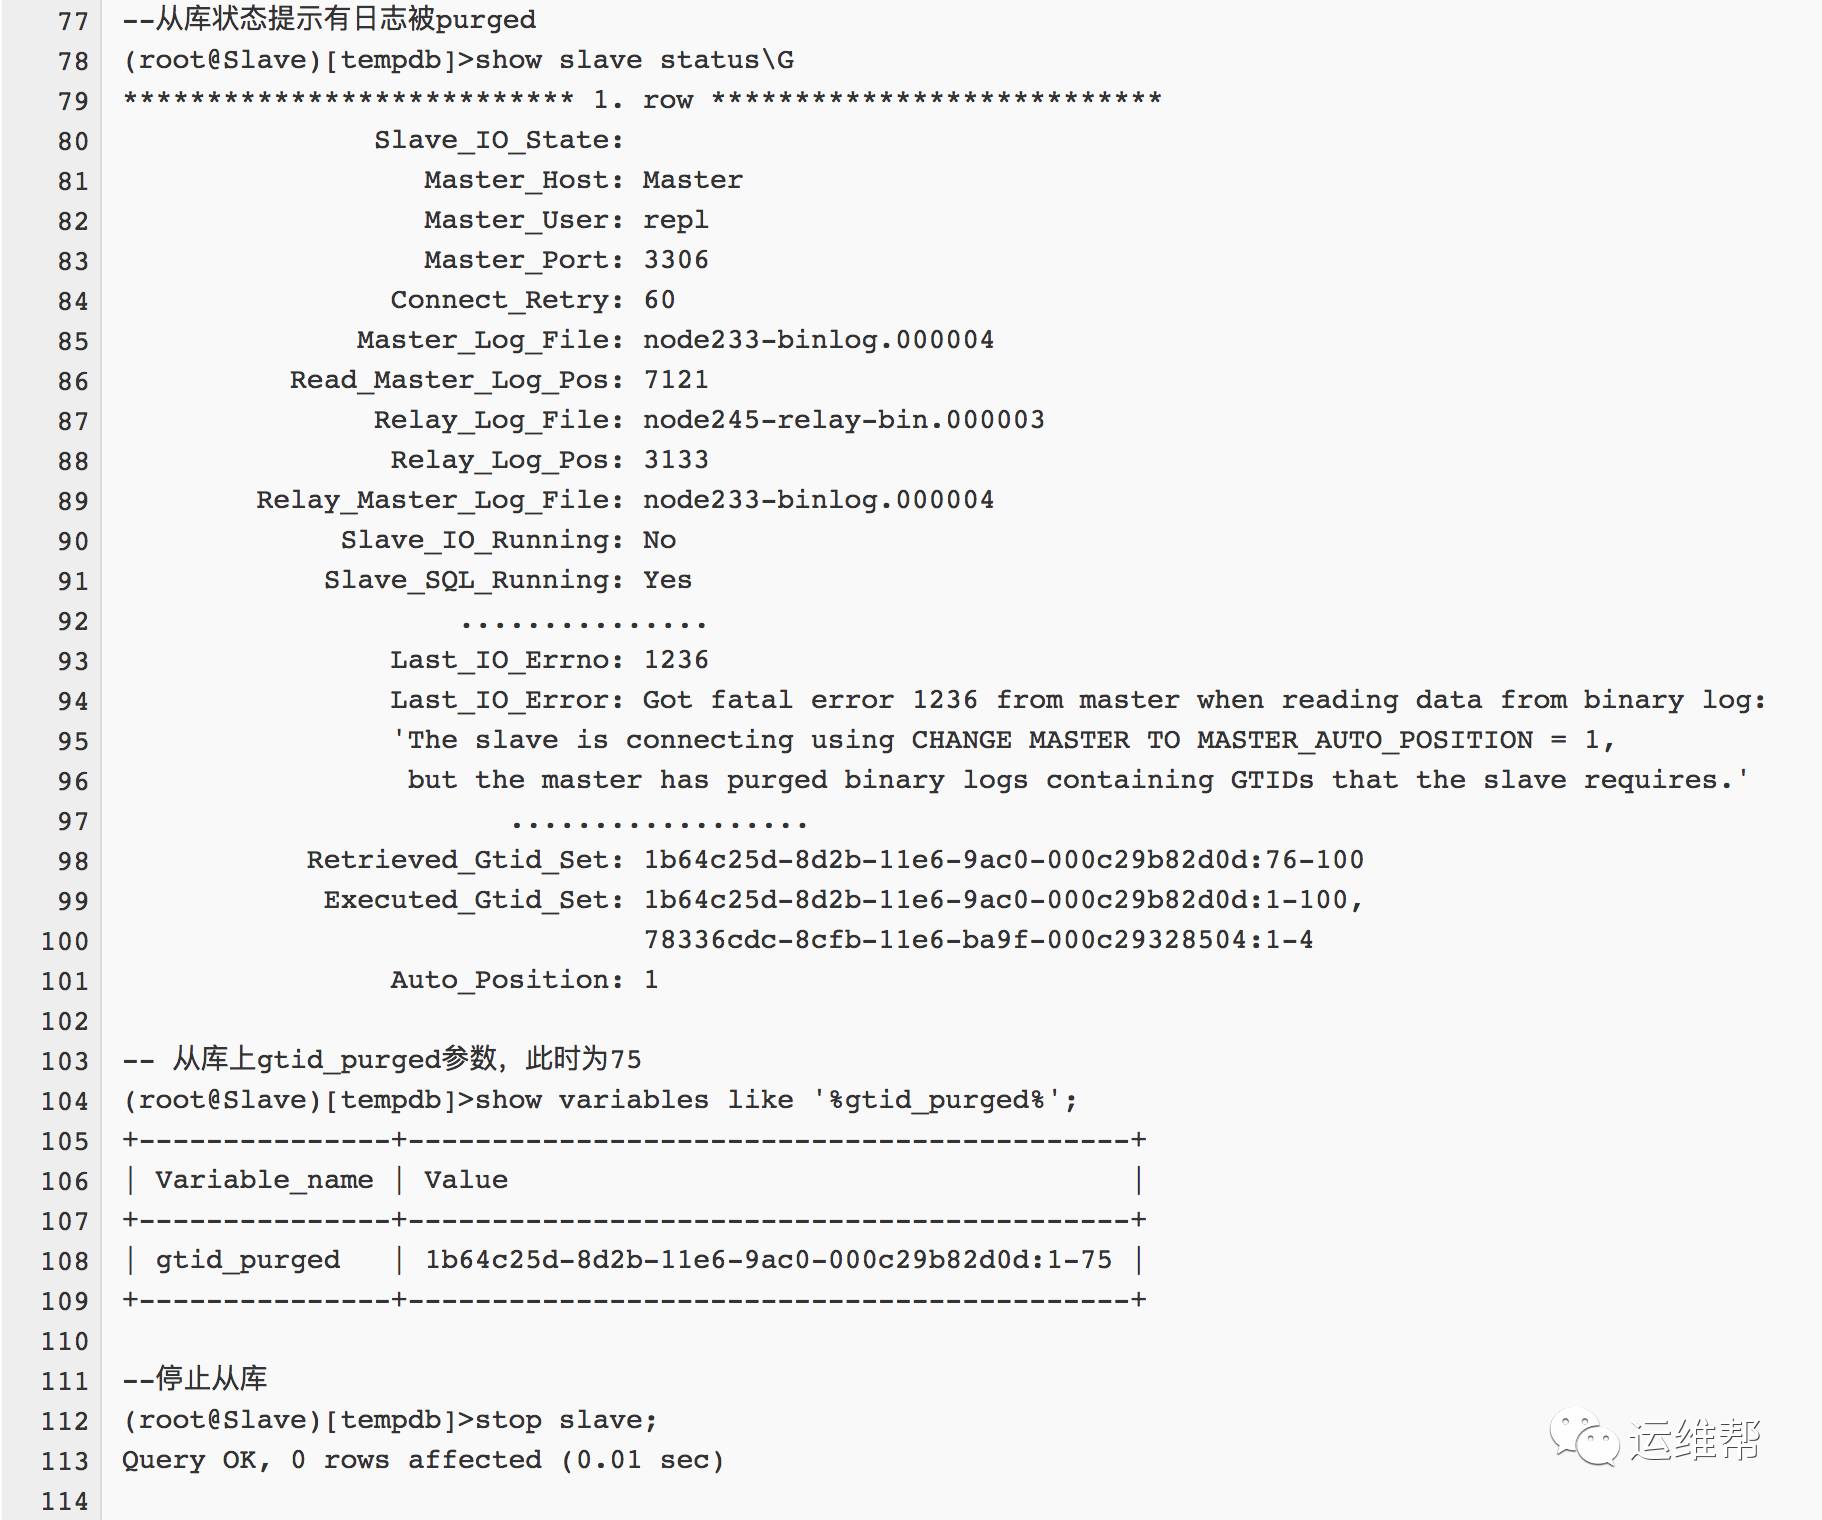 77 --从库状态提示有日志被purged
78 (root@Slave)[tempdb]>show slave status\G
79 *************************** 1. row ***************************
80                Slave_IO_State:
81                   Master_Host: Master
82                   Master_User: repl
83                   Master_Port: 3306
84                 Connect_Retry: 60
85               Master_Log_File: node233-binlog.000004
86           Read_Master_Log_Pos: 7121
87                Relay_Log_File: node245-relay-bin.000003
88                 Relay_Log_Pos: 3133
89         Relay_Master_Log_File: node233-binlog.000004
90              Slave_IO_Running: No
91             Slave_SQL_Running: Yes
92                     ...............
93                 Last_IO_Errno: 1236
94                 Last_IO_Error: Got fatal error 1236 from master when reading data from binary log:
95                 'The slave is connecting using CHANGE MASTER TO MASTER_AUTO_POSITION = 1,
96                  but the master has purged binary logs containing GTIDs that the slave requires.'
97                        ..................
98            Retrieved_Gtid_Set: 1b64c25d-8d2b-11e6-9ac0-000c29b82d0d:76-100
99             Executed_Gtid_Set: 1b64c25d-8d2b-11e6-9ac0-000c29b82d0d:1-100,
100                                78336cdc-8cfb-11e6-ba9f-000c29328504:1-4
101                 Auto_Position: 1
102
103 -- 从库上gtid_purged参数，此时为75
104 (root@Slave)[tempdb]>show variables like '%gtid_purged%';
105 +---------------+-------------------------------------------+
106 | Variable_name | Value                                     |
107 +---------------+-------------------------------------------+
108 | gtid_purged   | 1b64c25d-8d2b-11e6-9ac0-000c29b82d0d:1-75 |
109 +---------------+-------------------------------------------+
110
111 --停止从库
112 (root@Slave)[tempdb]>stop slave;
113 Query OK, 0 rows affected (0.01 sec)
114
运维帮